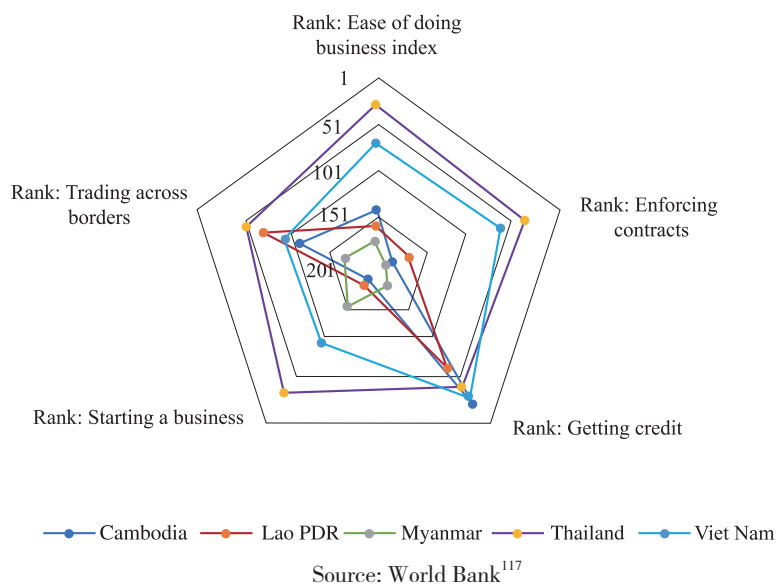 Rank: Ease of doing
business index
1
51
101
151
201
Rank: Trading across
borders
Rank: Enforcing
contracts
Rank: Starting a business
Rank: Getting credit
Cambodia
Lao PDR
Myanmar
Thailand
Viet Nam
Source: World Bank117